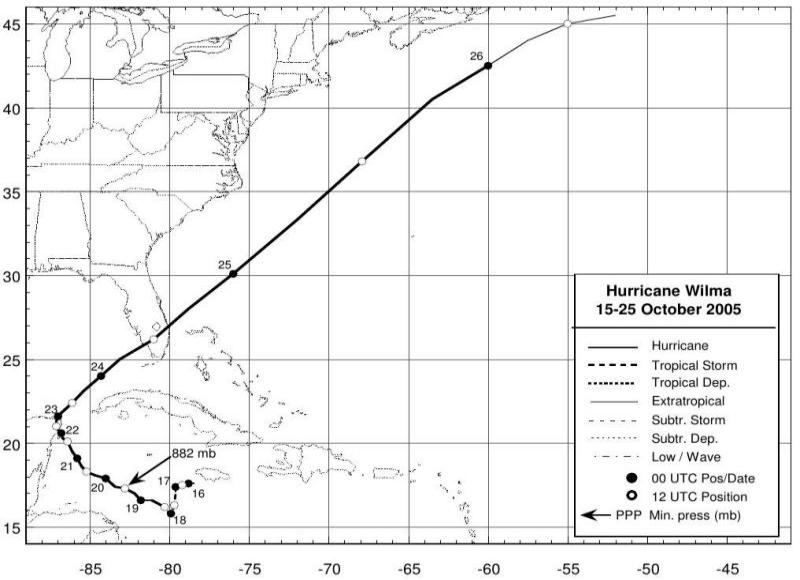 45
40
35
30
25
20
15
-85
-80
-75
-70
-65
-60
-55
-50
-45
26
25
24
23
22
21
20
19
18
17
16
882 mb
Hurricane Wilma
15-25 October 2005
Hurricane
Tropical Storm
Tropical Dep.
Extratropical
Subtr. Storm
Subtr. Dep.
Low / Wave
00 UTC Pos/Date
12 UTC Position
PPP Min. press (mb)